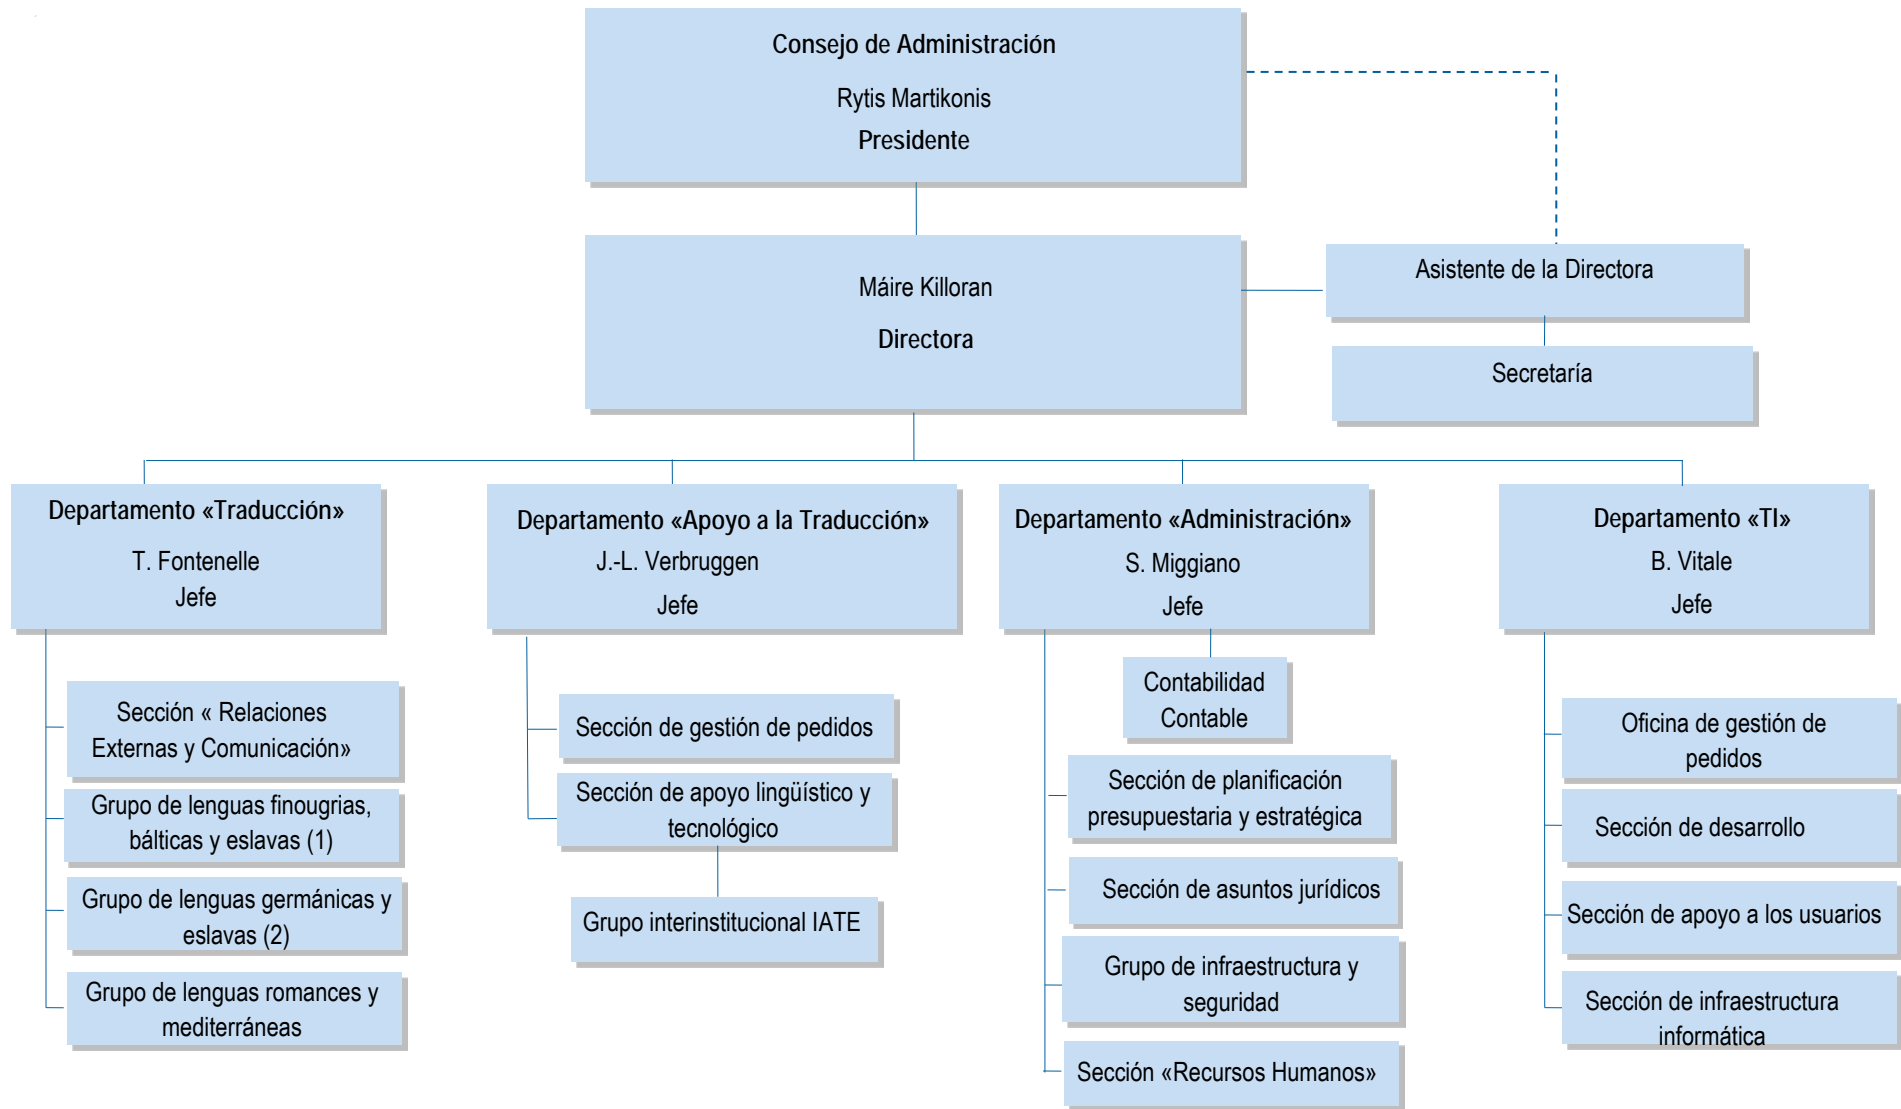 Consejo de Administración
Rytis Martikonis
Presidente
Máire Killoran
Directora
Asistente de la Directora
Secretaría
Departamento «Traducción»
T. Fontenelle
Jefe
Sección « Relaciones
Externas y Comunicación»
Grupo de lenguas finougrias,
bálticas y eslavas (1)
Grupo de lenguas germánicas y
eslavas (2)
Grupo de lenguas romances y
mediterráneas
Departamento «Apoyo a la Traducción»
J.-L. Verbruggen
Jefe
Sección de gestión de pedidos
Sección de apoyo lingüístico y
tecnológico
Grupo interinstitucional IATE
Departamento «Administración»
S. Miggiano
Jefe
Contabilidad
Contable
Sección de planificación
presupuestaria y estratégica
Sección de asuntos jurídicos
Grupo de infraestructura y
seguridad
Sección «Recursos Humanos»
Departamento «TI»
B. Vitale
Jefe
Oficina de gestión de
pedidos
Sección de desarrollo
Sección de apoyo a los usuarios
Sección de infraestructura
informática